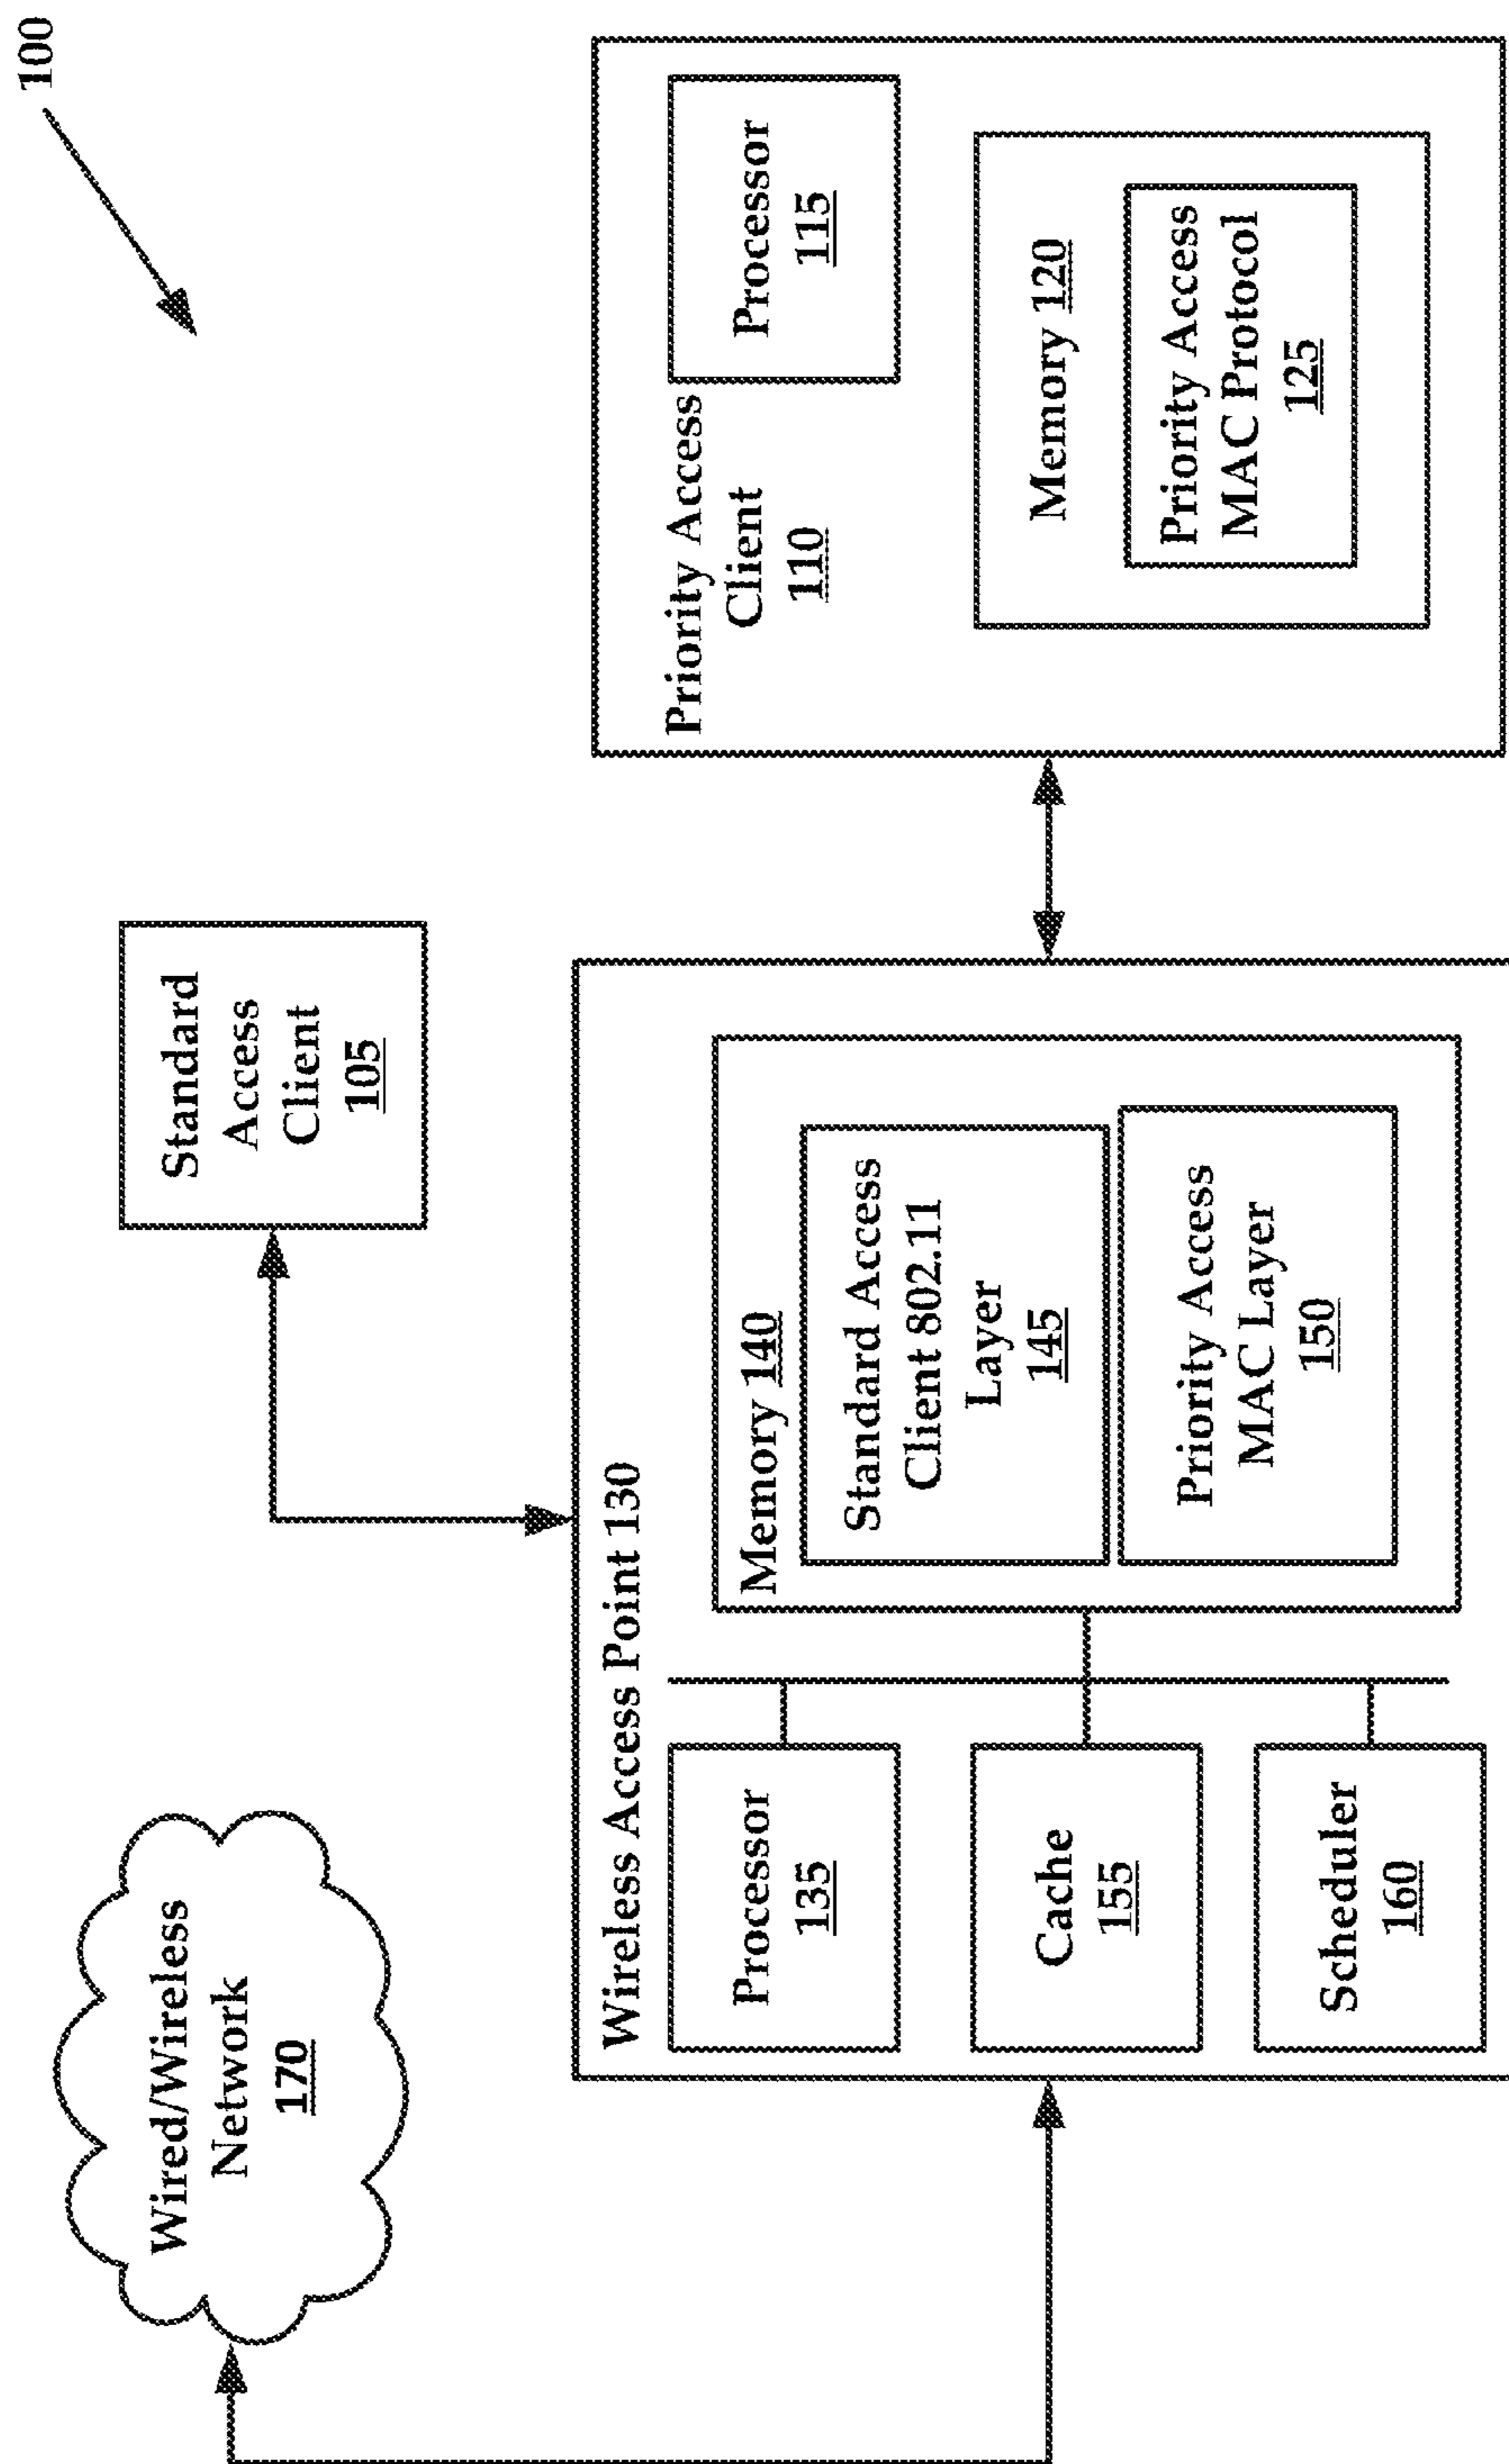 100
Wired/Wireless
Network
170
Standard
Access
Client
105
Wireless Access Point 130
Processor
135
Cache
155
Scheduler
160
Memory 140
Standard Access
Client 802.11
Layer
145
Priority Access
MAC Layer
150
Priority Access
Client
110
Processor
115
Memory 120
Priority Access
MAC Protocol
125